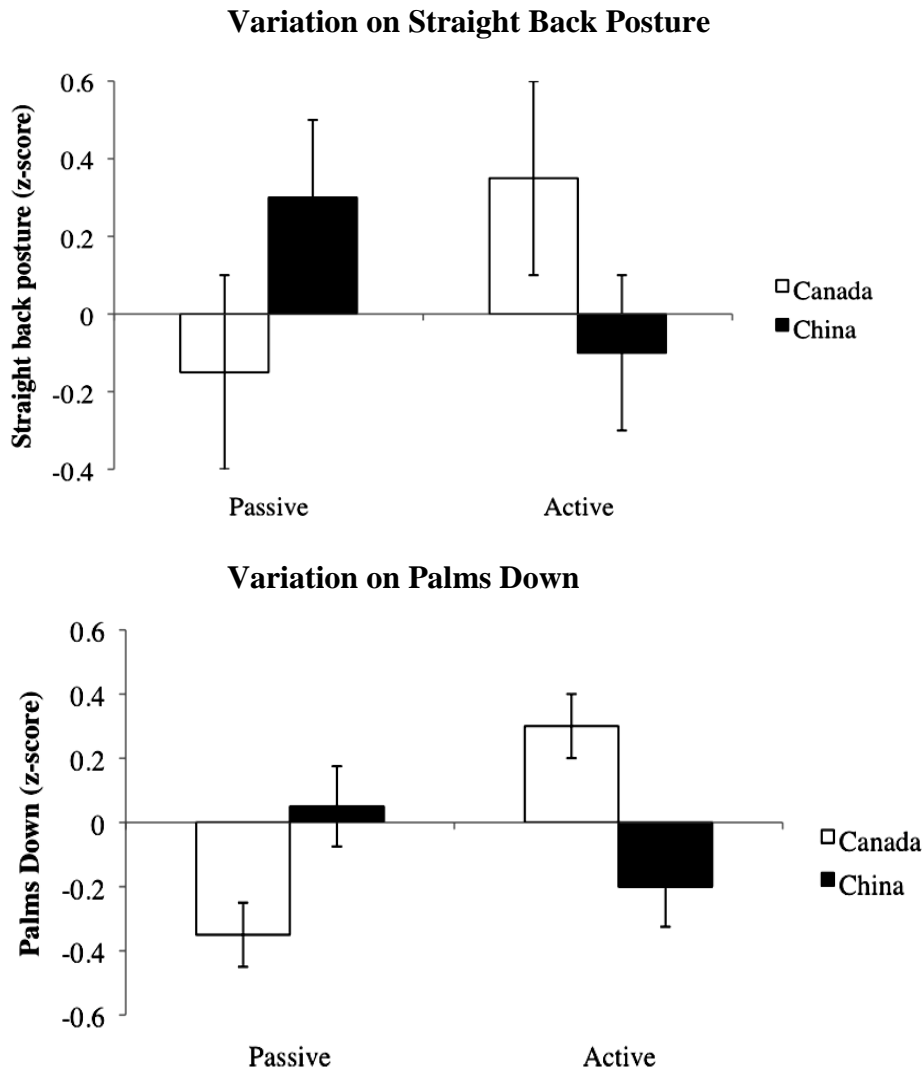 Variation on Straight Back Posture
Straight back posture (z-score)
0.6
0.4
0.2
0
-0.2
-0.4
Passive
Active
Canada
China
Variation on Palms Down
Palms Down (z-score)
0.6
0.4
0.2
0
-0.2
-0.4
-0.6
Passive
Active
Canada
China